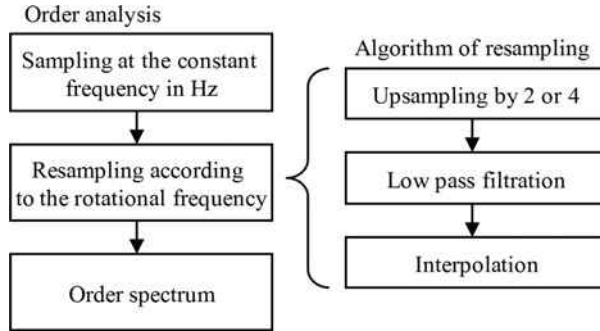 Order analysis
Sampling at the constant
frequency in Hz
Resampling according
to the rotational frequency
Order spectrum
Algorithm of resampling
Upsampling by 2 or 4
Low pass filtration
Interpolation